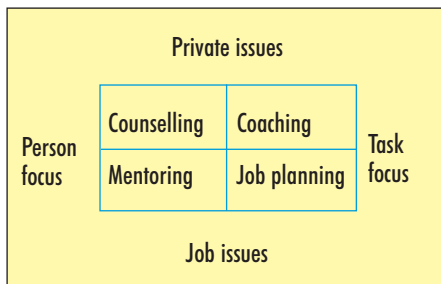 Private issues
Counselling Coaching
Person focus
Task focus
Mentoring Job planning
Job issues